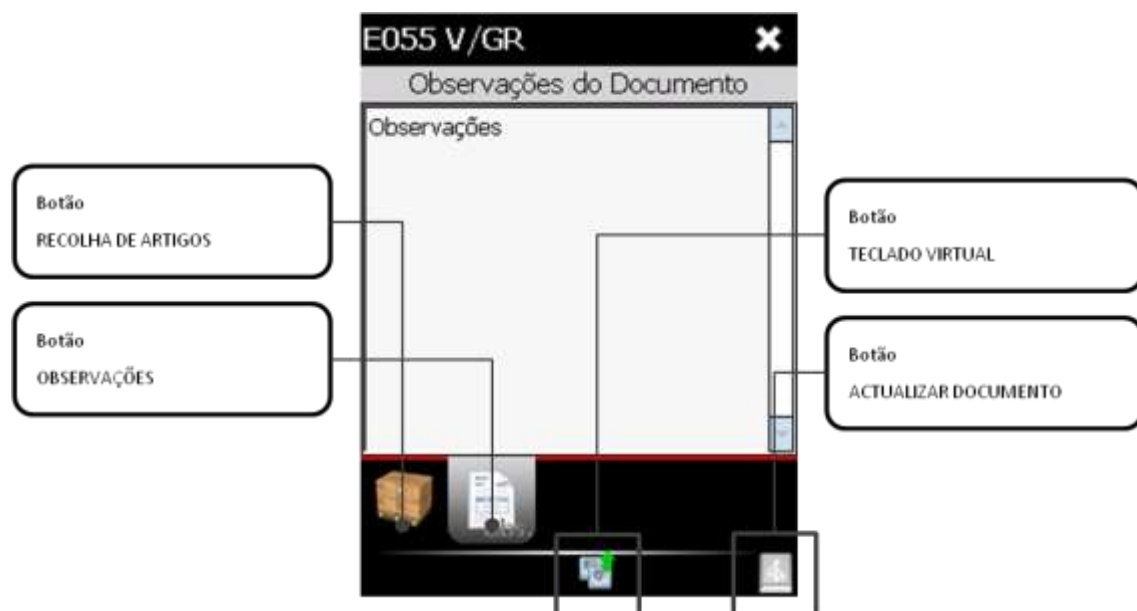 E055 V/GR
Observações do Documento
Observações
Botão
RECOLHA DE ARTIGOS
Botão
OBSERVAÇÕES
Botão
TECLADO VIRTUAL
Botão
ACTUALIZAR DOCUMENTO